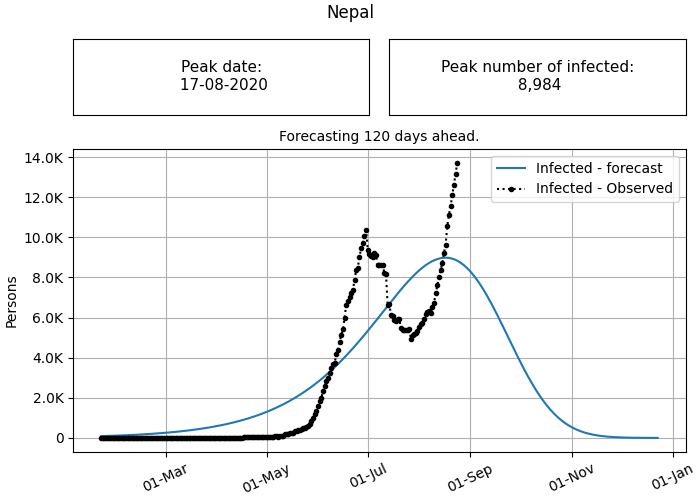 Nepal
Peak date:
17-08-2020
Peak number of infected:
8,984
Forecasting 120 days ahead.
14.0K
12.0K
10.0K
8.0K
6.0K
4.0K
2.0K
0
Persons
Infected - forecast
Infected - Observed
01-Mar
01-May
01-Jul
01-Sep
01-Nov
01-Jan